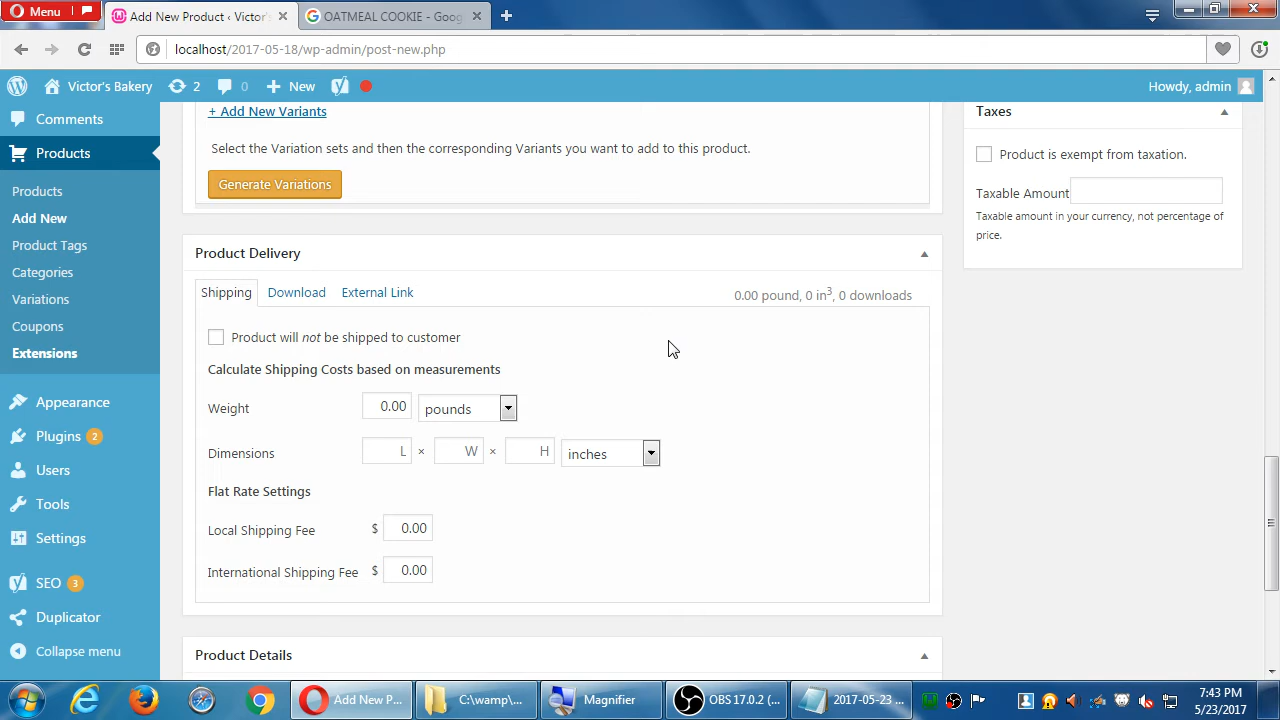 Menu
Add New Product ‹ Victor's
OATMEAL COOKIE - Goog
localhost/2017-05-18/wp-admin/post-new.php
Victor's Bakery
2
0
New
Howdy, admin
Comments
Products
Products
Add New
Product Tags
Categories
Variations
Coupons
Extensions
Appearance
Plugins 2
Users
Tools
Settings
SEO 3
Duplicator
Collapse menu
+ Add New Variants
Select the Variation sets and then the corresponding Variants you want to add to this product.
Generate Variations
Product Delivery
Shipping
Download
External Link
0.00 pound, 0 in³, 0 downloads
Product will not be shipped to customer
Calculate Shipping Costs based on measurements
Weight 0.00 pounds
Dimensions L × W × H inches
Flat Rate Settings
Local Shipping Fee $ 0.00
International Shipping Fee $ 0.00
Product Details
Taxes
Product is exempt from taxation.
Taxable Amount
Taxable amount in your currency, not percentage of
price.
Add New P...
C:\wamp\...
Magnifier
OBS 17.0.2 (...
2017-05-23 ...
7:43 PM
5/23/2017